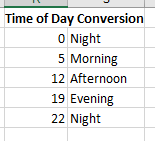 Time of Day Conversion
0 Night
5 Morning
12 Afternoon
19 Evening
22 Night